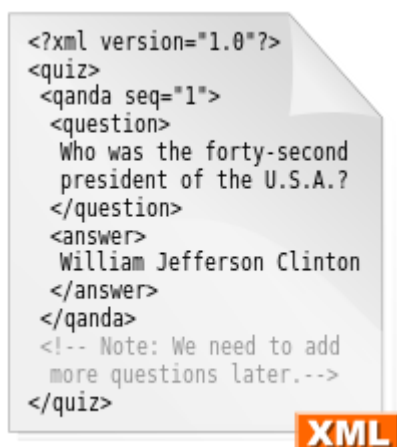 <?xml version="1.0"?>
<quiz>
<qanda seq="1">
<question>
Who was the forty-second
president of the U.S.A.?
</question>
<answer>
William Jefferson Clinton
</answer>
</qanda>
<!-- Note: We need to add
more questions later.-->
</quiz>
XML